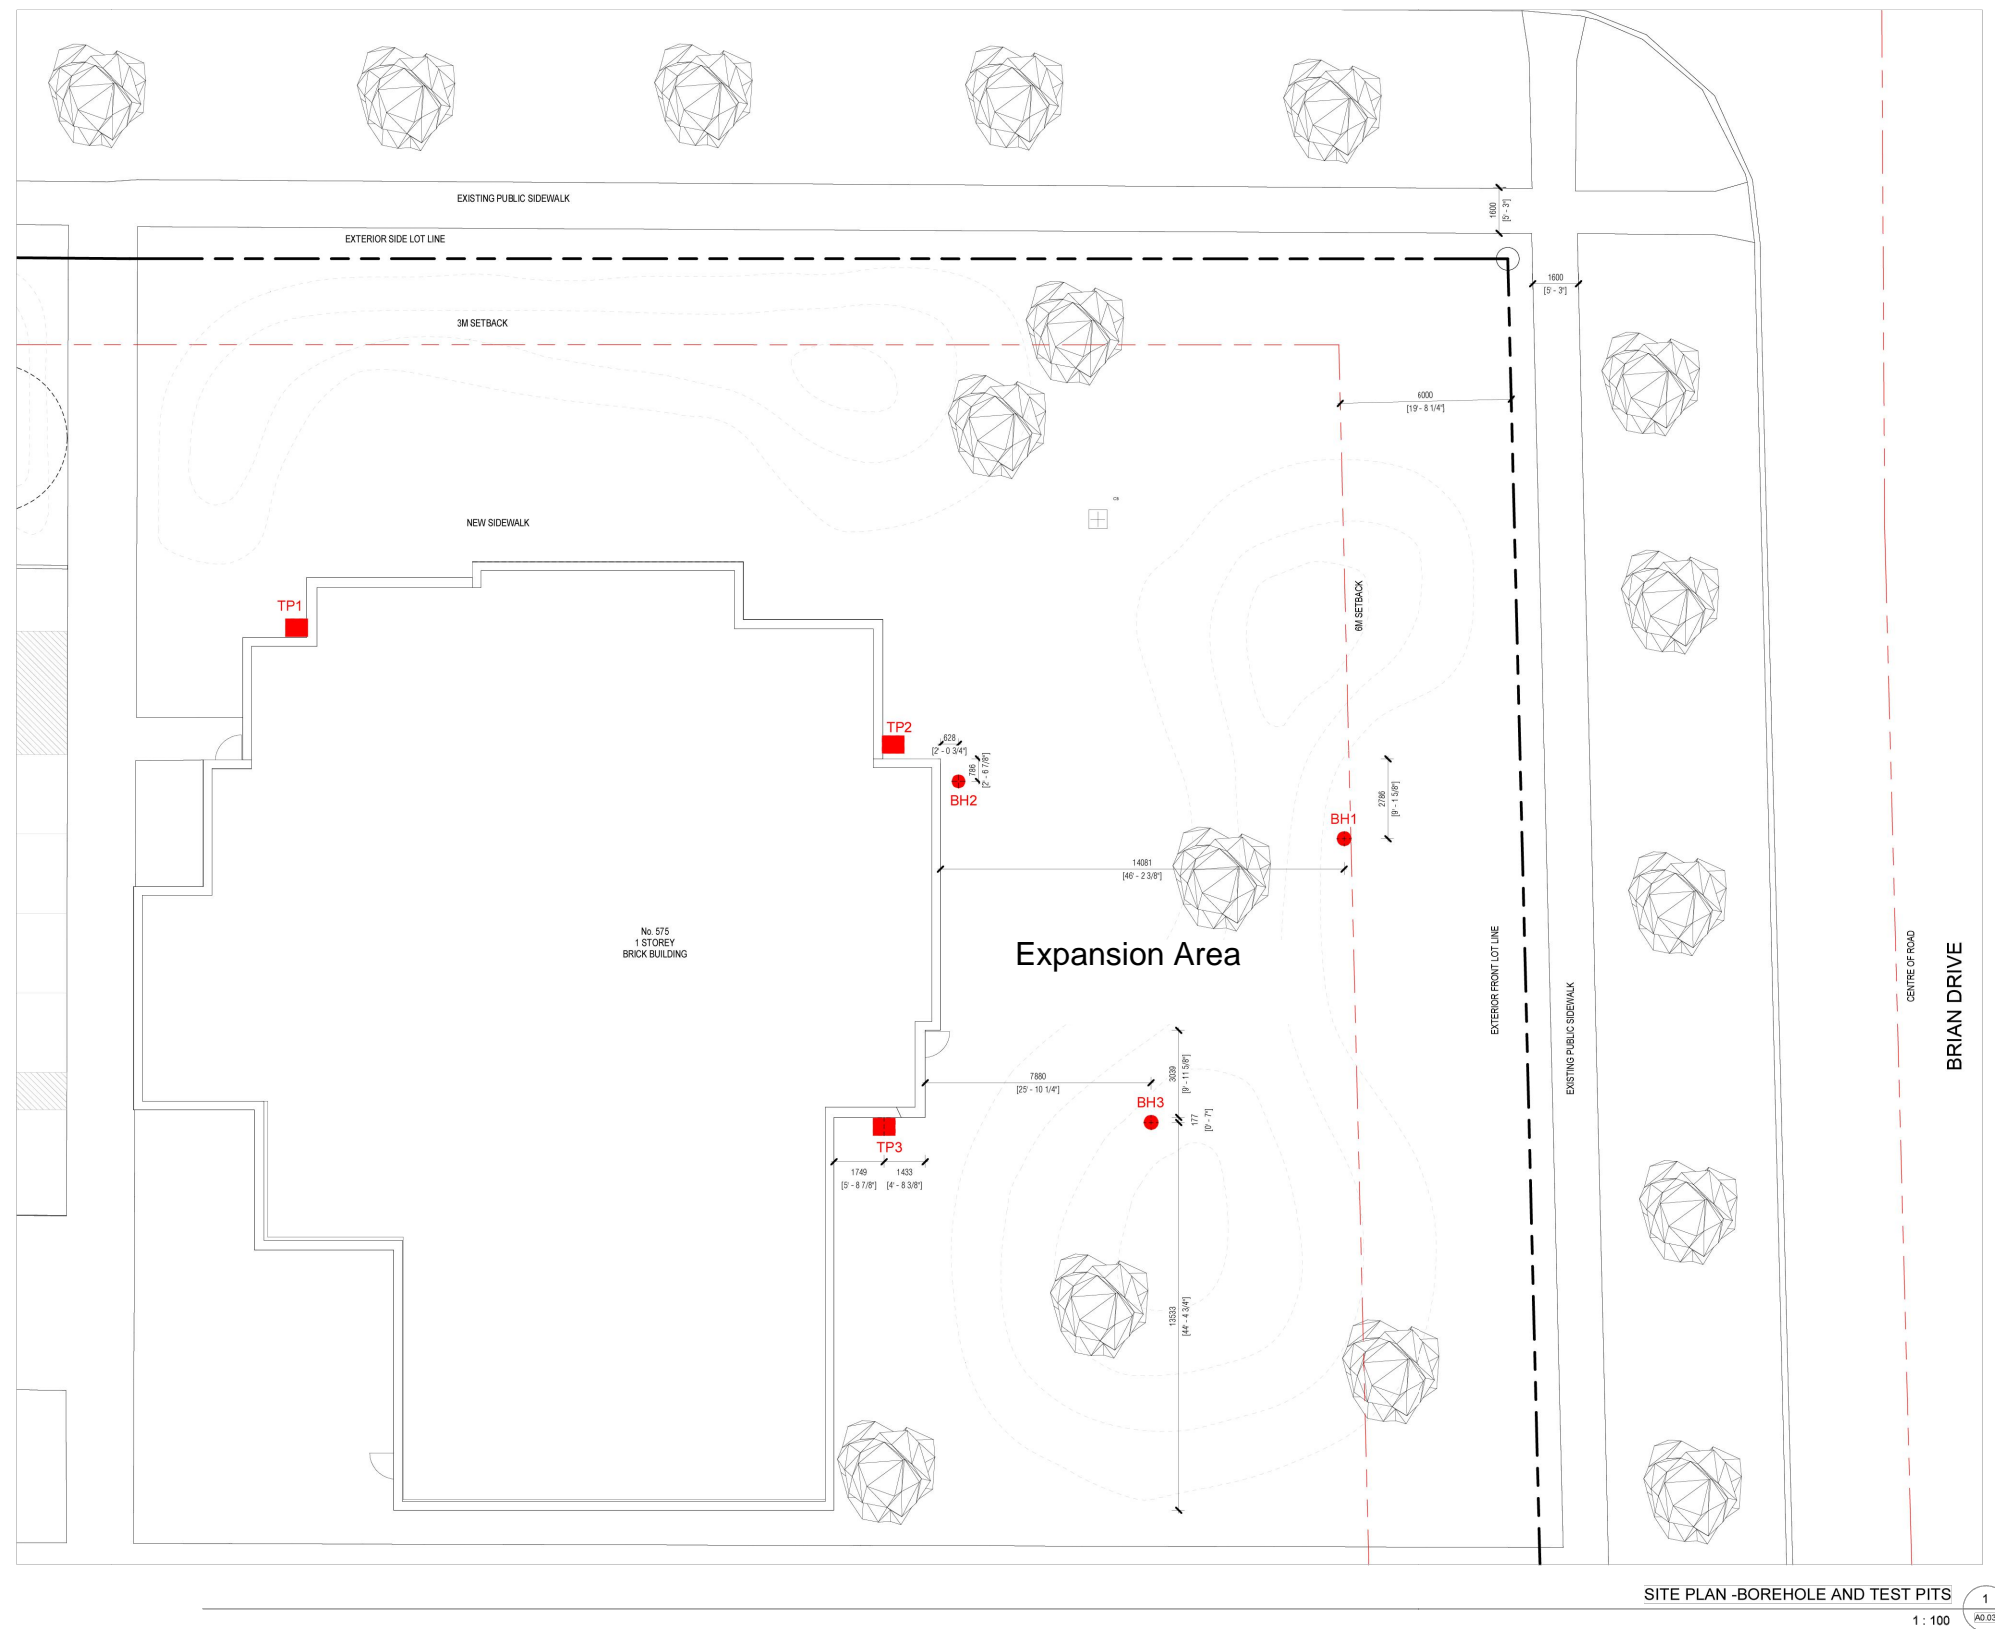 EXISTING PUBLIC SIDEWALK
1600
[5' - 3"]
EXTERIOR SIDE LOT LINE
1600
[5' - 3"]
3M SETBACK
6000
[19' - 8 1/4"]
CB
NEW SIDEWALK
6M SETBACK
TP1
TP2
628
[2' - 0 3/4"]
786
[2' - 6 7/8"]
BH2
2786
[9' - 1 5/8"]
BH1
14081
[46' - 2 3/8"]
No. 575
1 STOREY
BRICK BUILDING
Expansion Area
EXTERIOR FRONT LOT LINE
EXISTING PUBLIC SIDEWALK
CENTRE OF ROAD
BRIAN DRIVE
7880
[25' - 10 1/4"]
3039
[9' - 11 5/8"]
BH3
177
[0' - 7"]
TP3
1749
[5' - 8 7/8"]
1433
[4' - 8 3/8"]
13533
[44' - 4 3/4"]
SITE PLAN -BOREHOLE AND TEST PITS
1
1 : 100
A0.03